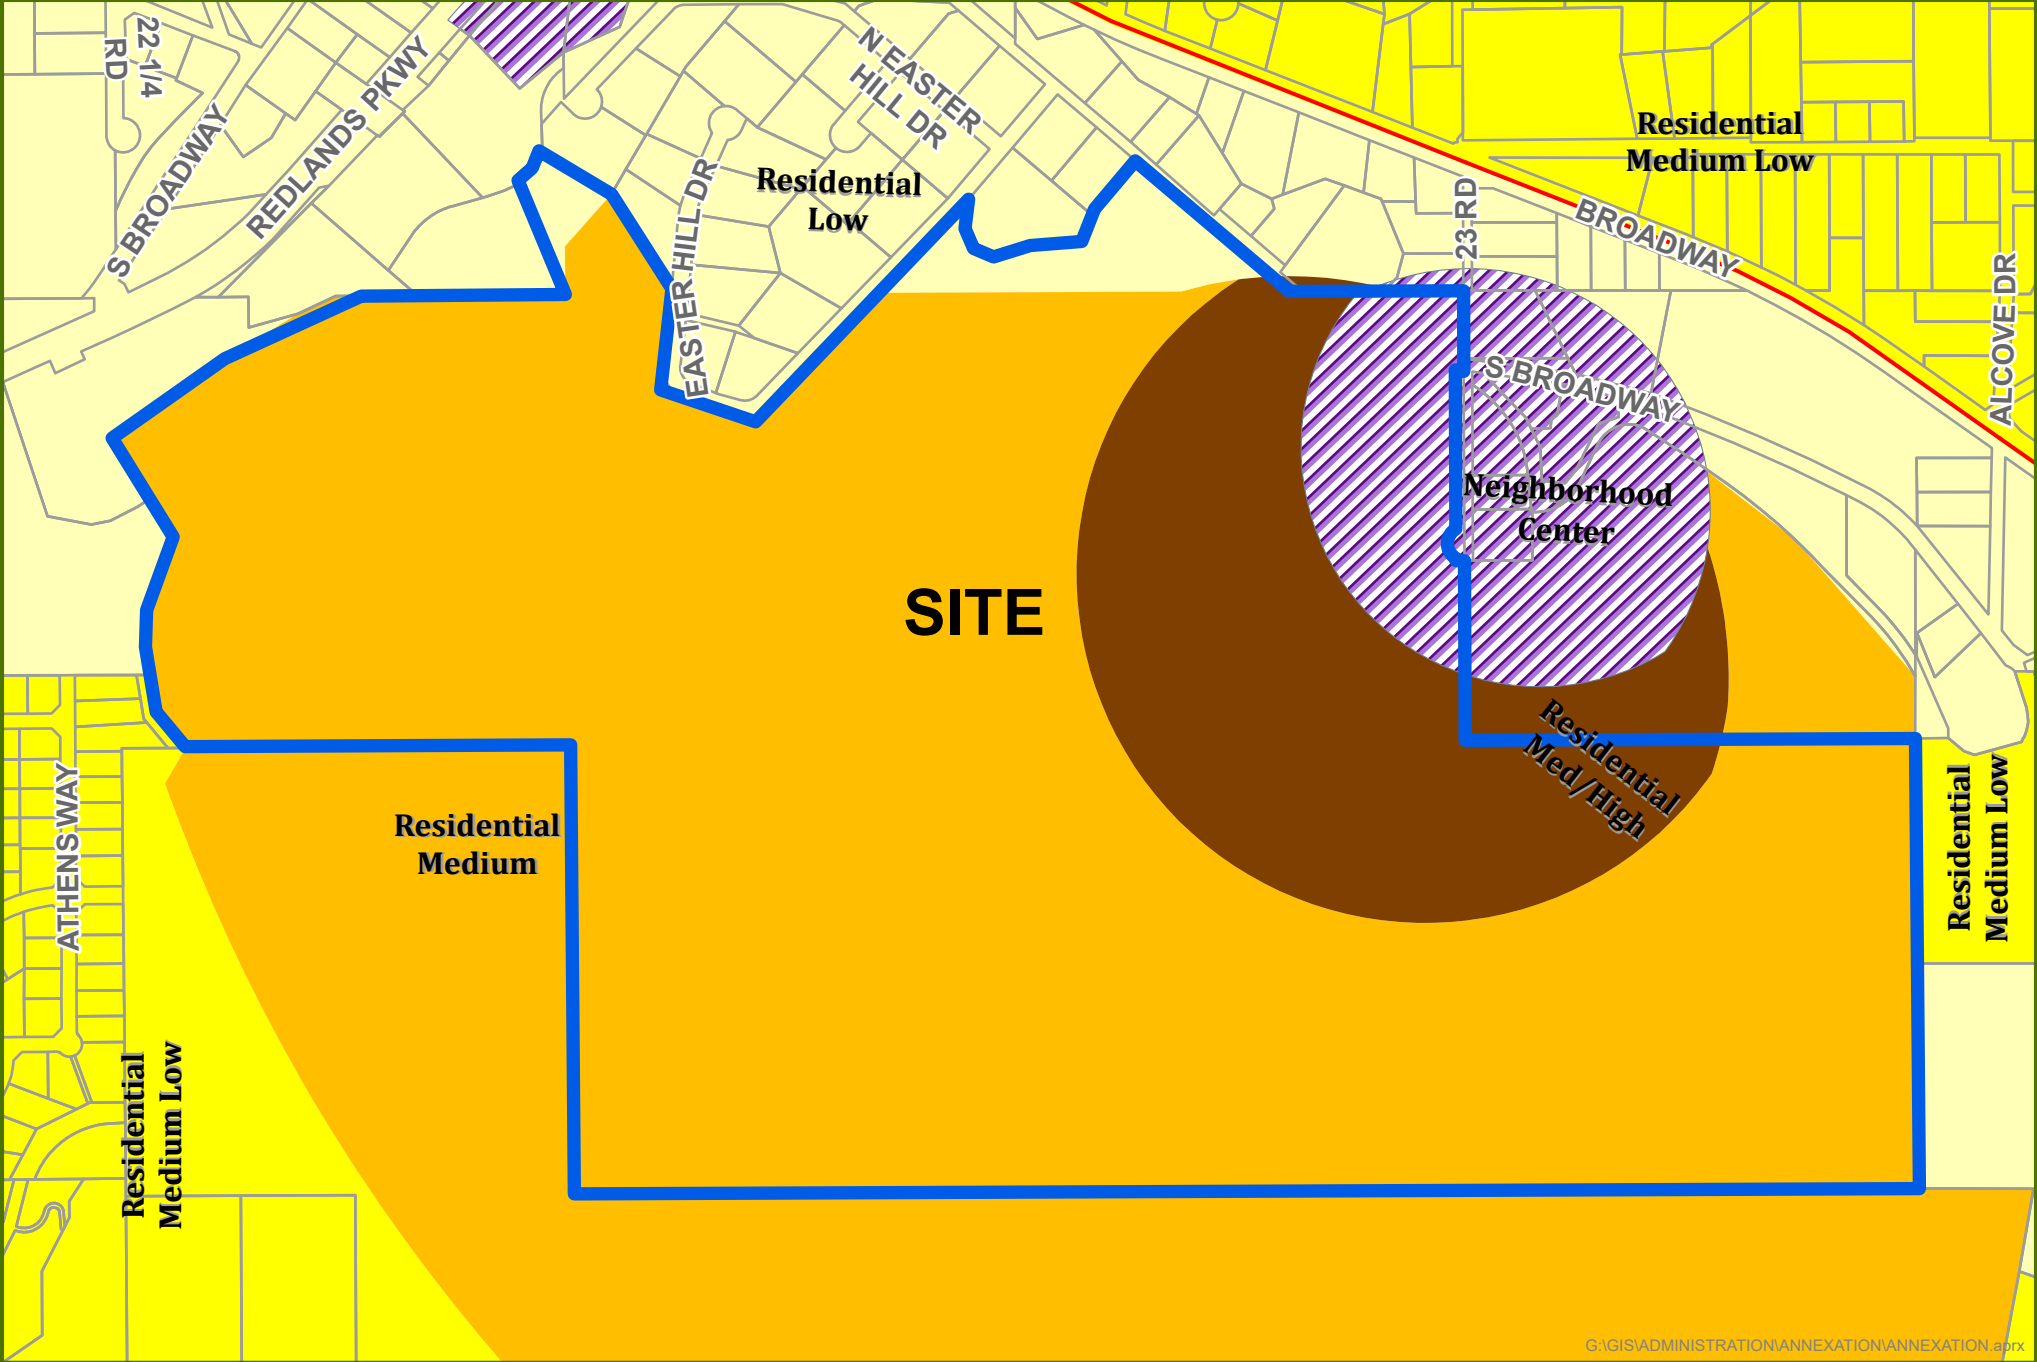 22 1/4
RD
S BROADWAY
REDLANDS PKWY
N EASTER
HILL DR
EASTER HILL DR
Residential
Low
23 RD
Residential
Medium Low
BROADWAY
ALCOVE DR
S BROADWAY
Neighborhood
Center
SITE
Residential
Med/High
Residential
Medium
ATHENS WAY
Residential
Medium Low
Residential
Medium Low
G:\GIS\ADMINISTRATION\ANNEXATION\ANNEXATION.aprx